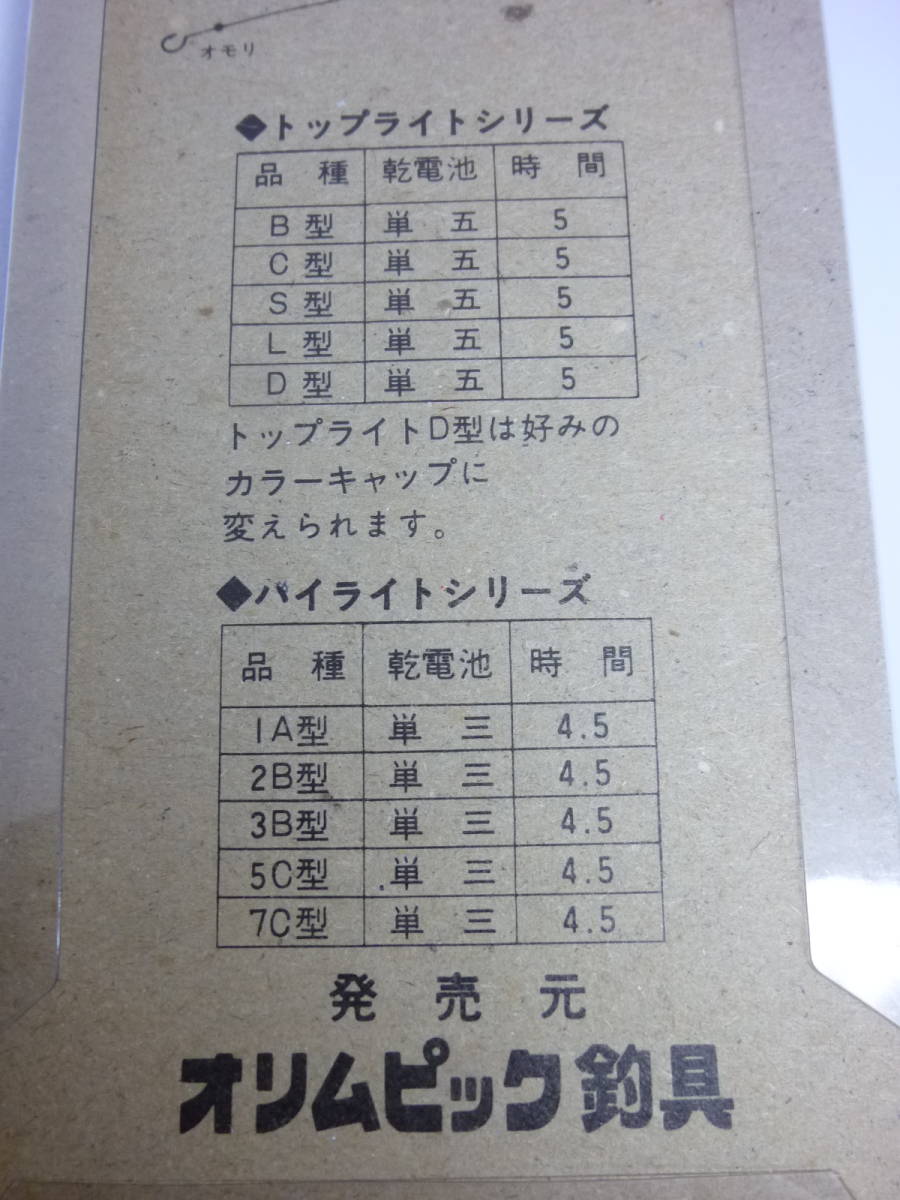 オモリ
◆トップライトシリーズ
品種 乾電池 時間
B型 単五 5
C型 単五 5
S型 単五 5
L型 単五 5
D型 単五 5
トップライトD型は好みの
カラーキャップに
変えられます。
◆パイライトシリーズ
品種 乾電池 時間
1A型 単三 4.5
2B型 単三 4.5
3B型 単三 4.5
5C型 単三 4.5
7C型 単三 4.5
発売元
オリムピック釣具